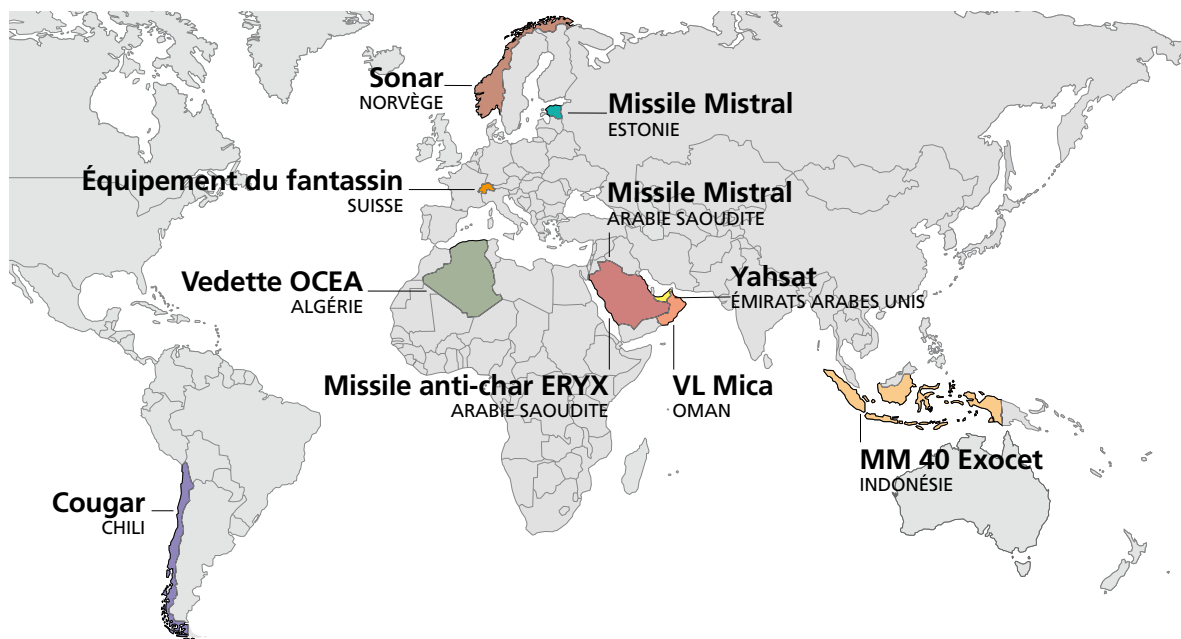 Sonar
NORVÈGE
Missile Mistral
ESTONIE
Équipement du fantassin
SUISSE
Missile Mistral
ARABIE SAOUDITE
Vedette OCEA
ALGÉRIE
Yahsat
ÉMIRATS ARABES UNIS
Missile anti-char ERYX
ARABIE SAOUDITE
VL Mica
OMAN
MM 40 Exocet
INDONÉSIE
Cougar
CHILI